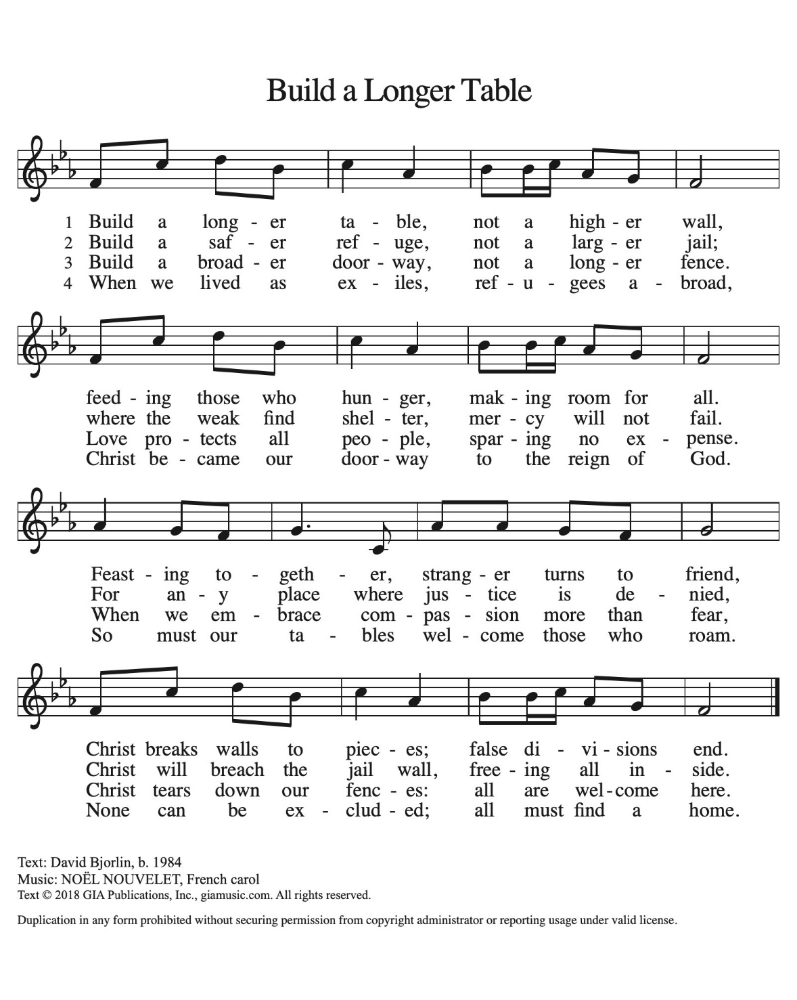 Build a Longer Table
1 Build a long - er ta - ble, not a high - er wall,
2 Build a saf - er ref - uge, not a larg - er jail;
3 Build a broad - er door - way, not a long - er fence.
4 When we lived as ex - iles, ref - u - gees a - broad,
feed - ing those who hun - ger, mak - ing room for all.
where the weak find shel - ter, mer - cy will not fail.
Love pro - tects all peo - ple, spar - ing no ex - pense.
Christ be - came our door - way to the reign of God.
Feast - ing to - geth - er, strang - er turns to friend,
For an - y place where jus - tice is de - nied,
When we em - brace com - pas - sion more than fear,
So must our ta - bles wel - come those who roam.
Christ breaks walls to piec - es; false di - vi - sions end.
Christ will breach the jail wall, free - ing all in - side.
Christ tears down our fenc - es: all are wel - come here.
None can be ex - clud - ed; all must find a home.
Text: David Bjorlin, b. 1984
Music: NOËL NOUVELET, French carol
Text © 2018 GIA Publications, Inc., giamusic.com. All rights reserved.
Duplication in any form prohibited without securing permission from copyright administrator or reporting usage under valid license.